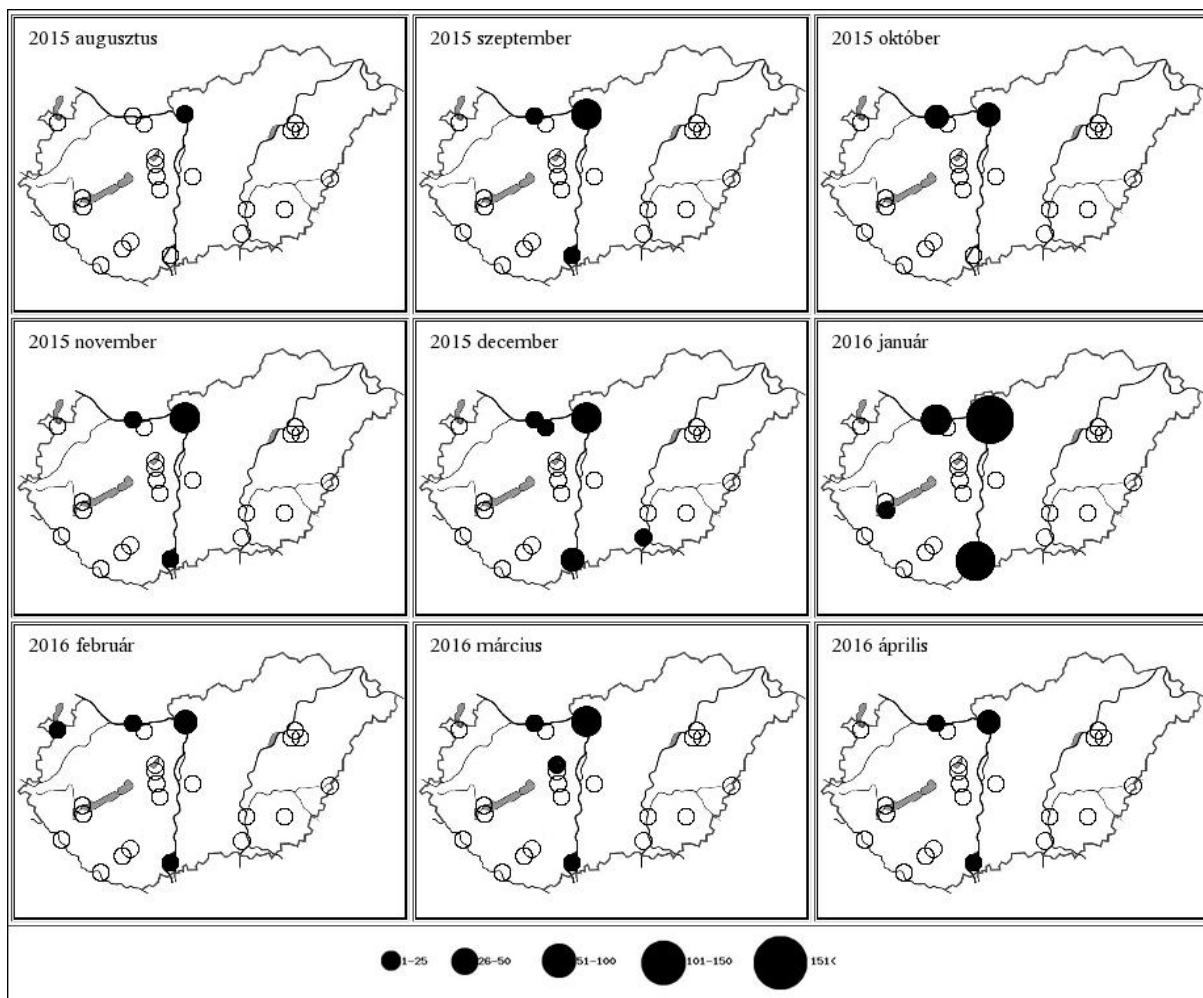 2015 augusztus
2015 szeptember
2015 október
2015 november
2015 december
2016 január
2016 február
2016 március
2016 április
1-25
26-50
51-100
101-150
151<